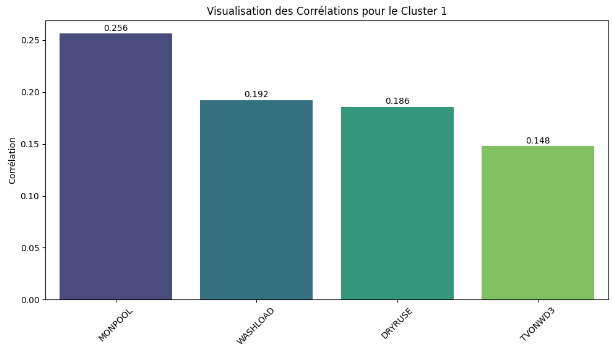 Visualisation des Corrélations pour le Cluster 1
Corrélation
0.25
0.20
0.15
0.10
0.05
0.00
0.256
0.192
0.186
0.148
MONPOOL
WASHLOAD
DRYRUSE
TVONWD3